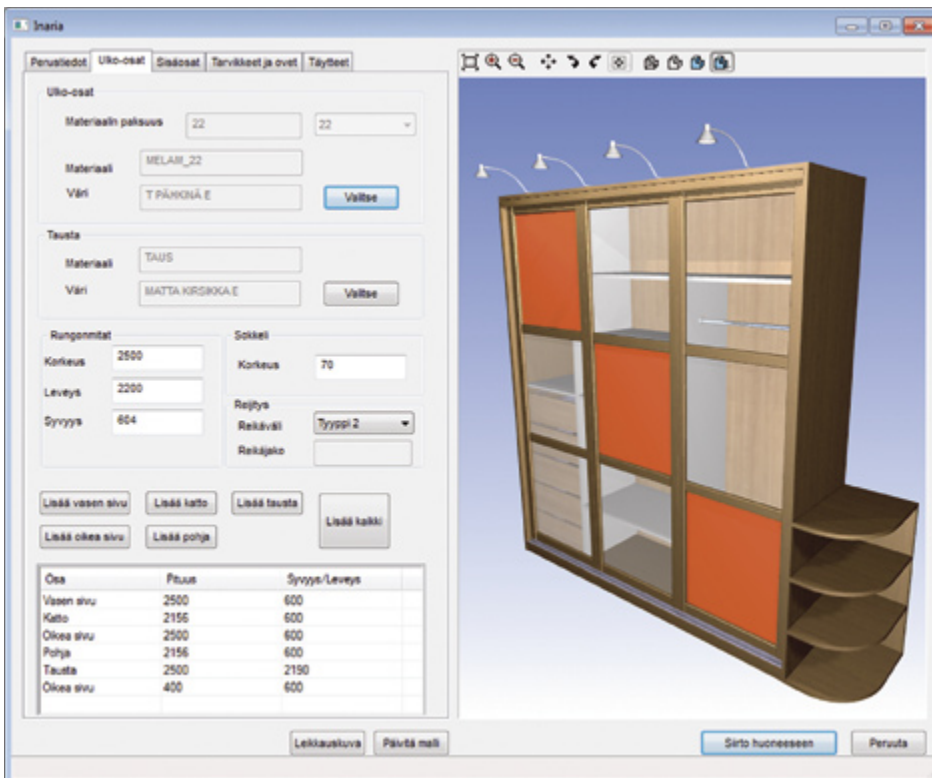 Inaria
Perustiedot Ulko-osat Sisäosat Tarvikkeet ja ovet Täytteet
Ulko-osat
Materiaalin paksuus 22 22
Materiaali MELAM_22
Väri T PÄHKINÄ E Valitse
Tausta
Materiaali TAUS
Väri MATTA KIRSIKKA E Valitse
Rungonmitat Sokkeli
Korkeus 2500 Korkeus 70
Leveys 2200
Reijitys
Syvyys 604 Reikäväli Tyyppi 2
Reikäjako
Lisää vasen sivu Lisää katto Lisää tausta Lisää kaikki
Lisää oikea sivu Lisää pohja
Osa Pituus Syvyys/Leveys
Vasen sivu 2500 600
Katto 2156 600
Oikea sivu 2500 600
Pohja 2156 600
Tausta 2500 2190
Oikea sivu 400 600
Leikkauskuva Päivitä malli Siirto huoneeseen Peruuta